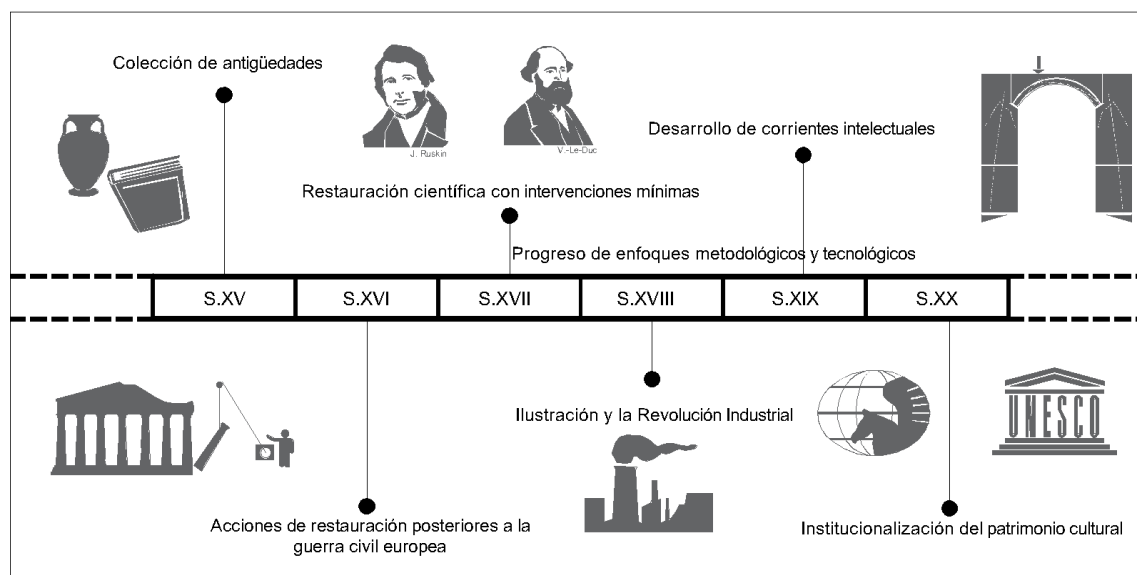 Colección de antigüedades
J. Ruskin
V.-Le-Duc
Desarrollo de corrientes intelectuales
Restauración científica con intervenciones mínimas
Progreso de enfoques metodológicos y tecnológicos
S.XV
S.XVI
S.XVII
S.XVIII
S.XIX
S.XX
Ilustración y la Revolución Industrial
UNESCO
Acciones de restauración posteriores a la
guerra civil europea
Institucionalización del patrimonio cultural